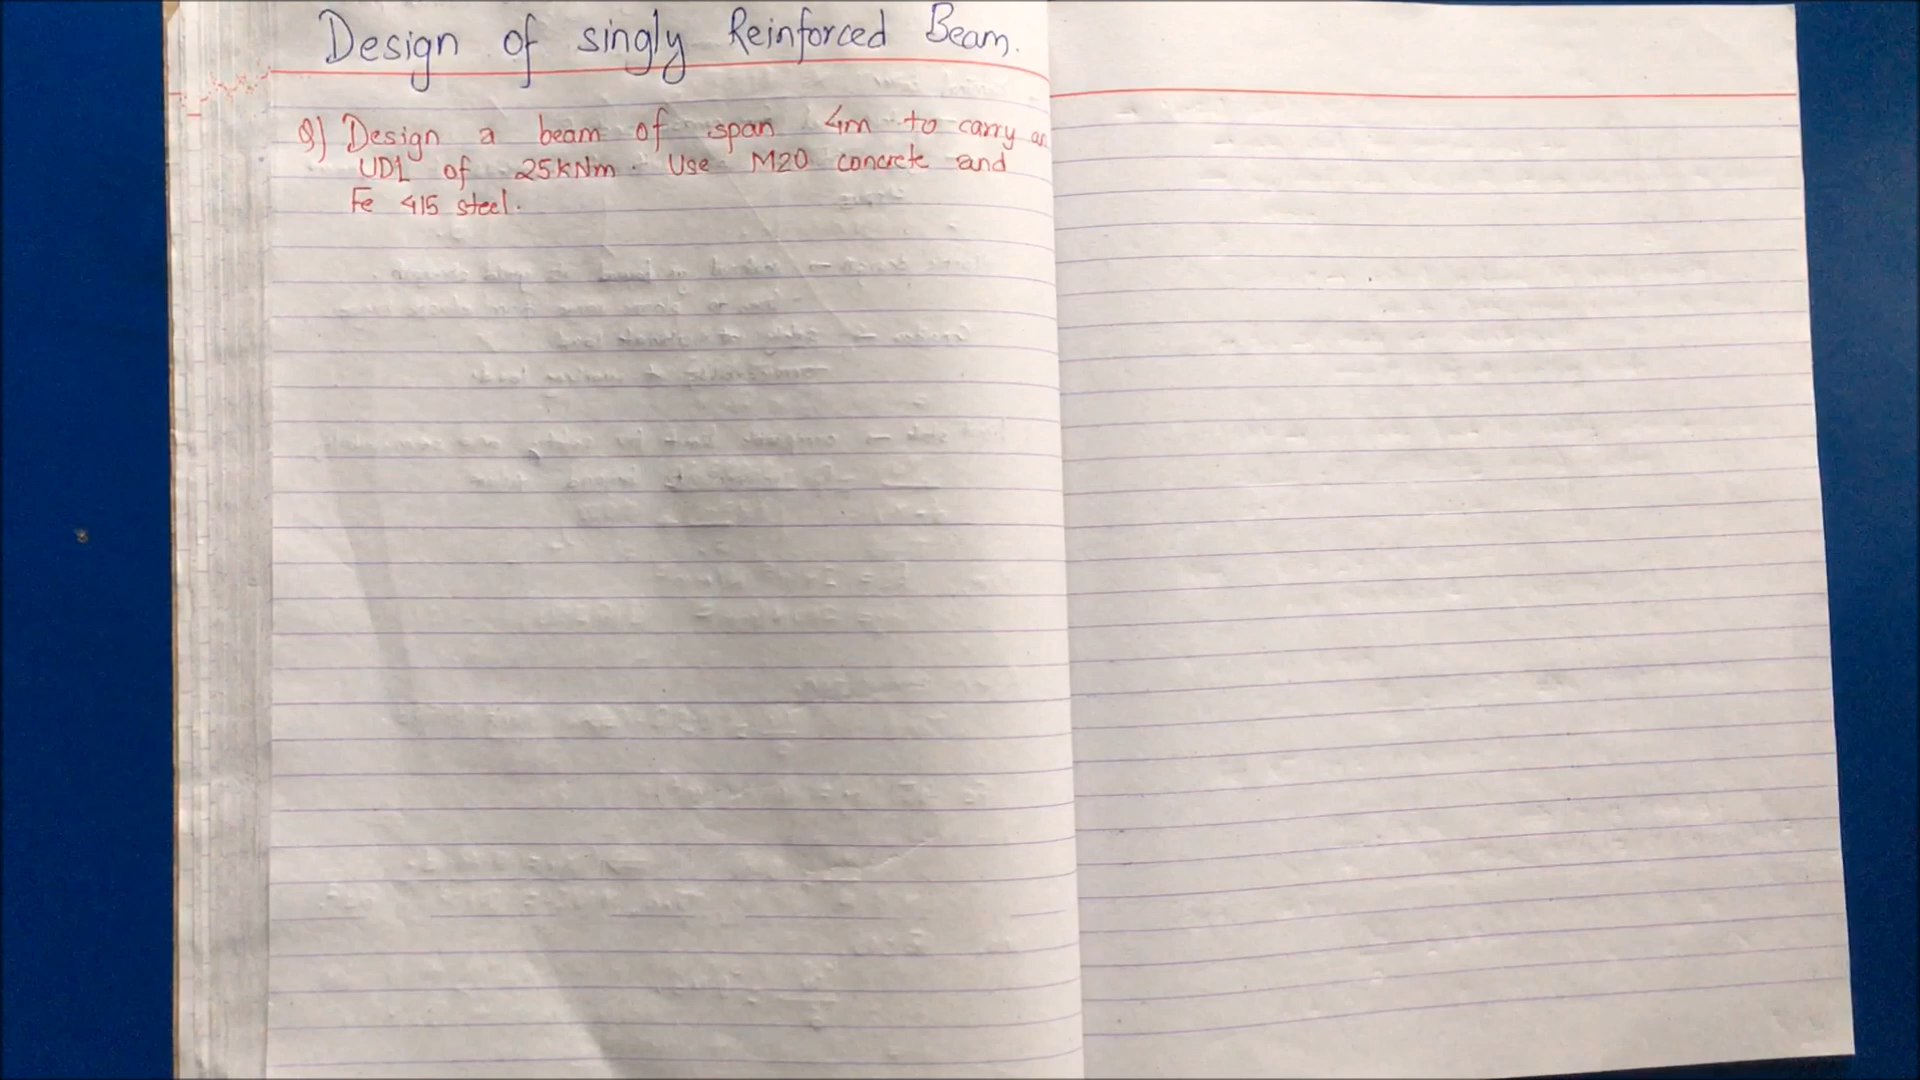 Design of singly Reinforced Beam.
Q) Design a beam of span 4m to carry an
UDL of 25kNm. Use M20 concrete and
Fe 415 steel.